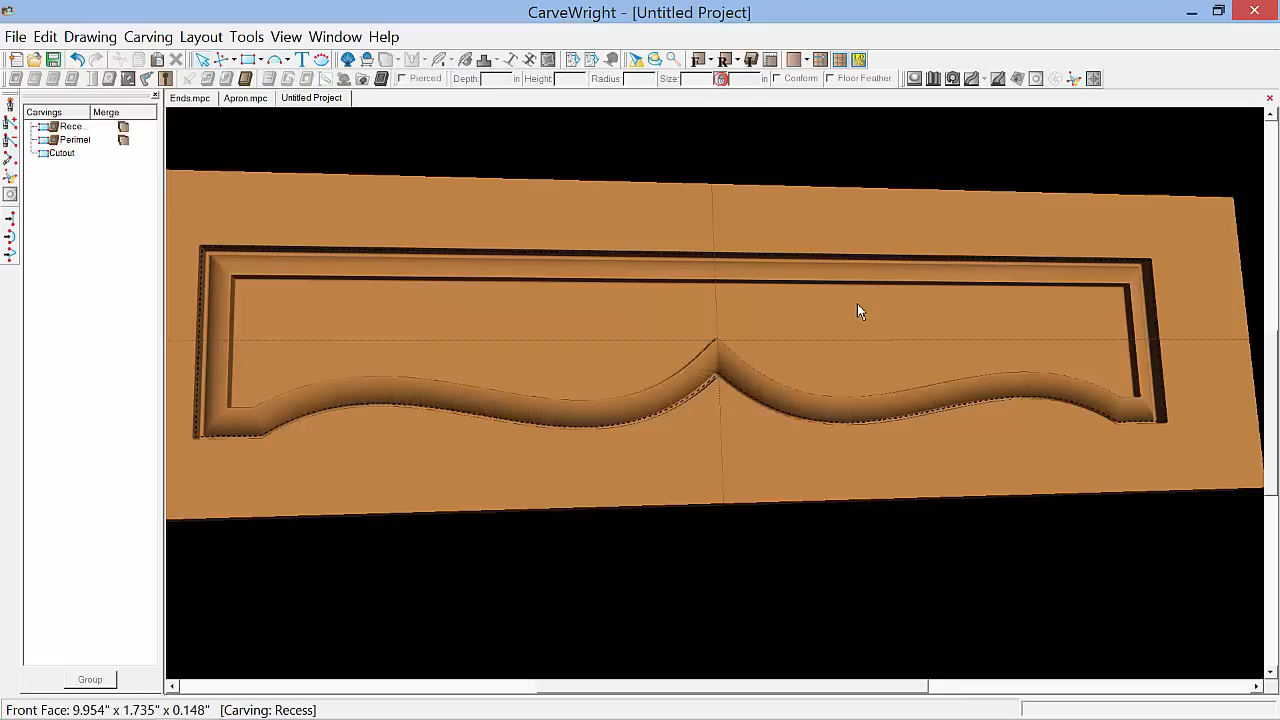 CarveWright - [Untitled Project]
File Edit Drawing Carving Layout Tools View Window Help
Pierced Depth: in Height Radius Size: in Conform Floor Feather
Ends.mpc Apron.mpc Untitled Project
Carvings Merge
Rece..
Perimet
Cutout
Group
Front Face: 9.954" x 1.735" x 0.148" [Carving: Recess]